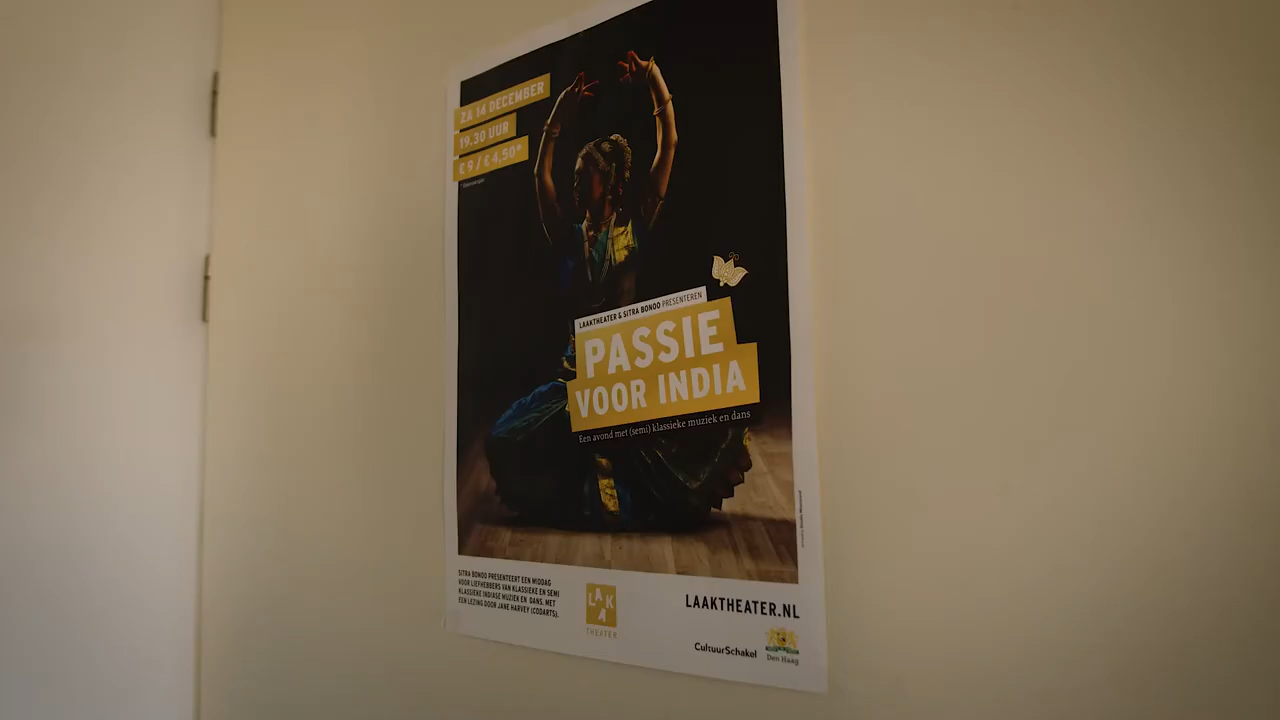 ZA 14 DECEMBER
19.30 UUR
€ 9 / € 4,50*
LAAKTHEATER & SITRA BONOO PRESENTEREN
PASSIE
VOOR INDIA
Een avond met (semi) klassieke muziek en dans
SITRA BONOO PRESENTEERT EEN MIDDAG
VOOR LIEFHEBBERS VAN KLASSIEKE EN SEMI
KLASSIEKE INDIASE MUZIEK EN DANS. MET
EEN LEZING DOOR JANE HARVEY (CODARTS).
LAAK
THEATER
LAAKTHEATER.NL
CultuurSchakel
Den Haag